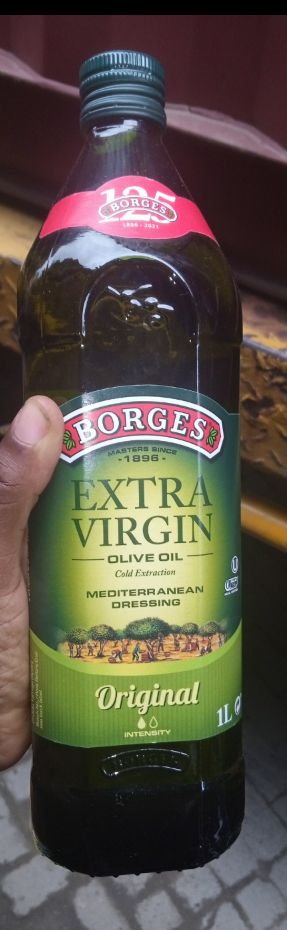 125
BORGES
1896 - 2021
BORGES
MASTERS SINCE
- 1896 -
EXTRA
VIRGIN
OLIVE OIL
Cold Extraction
MEDITERRANEAN
DRESSING
Original
INTENSITY
1L
BORGES